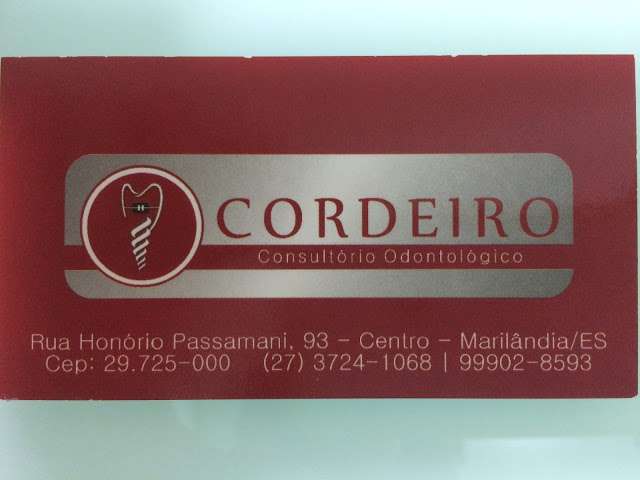 CORDEIRO
Consultório Odontológico
Rua Honório Passamani, 93 - Centro - Marilândia/ES
Cep: 29.725-000 (27) 3724-1068 | 99902-8593